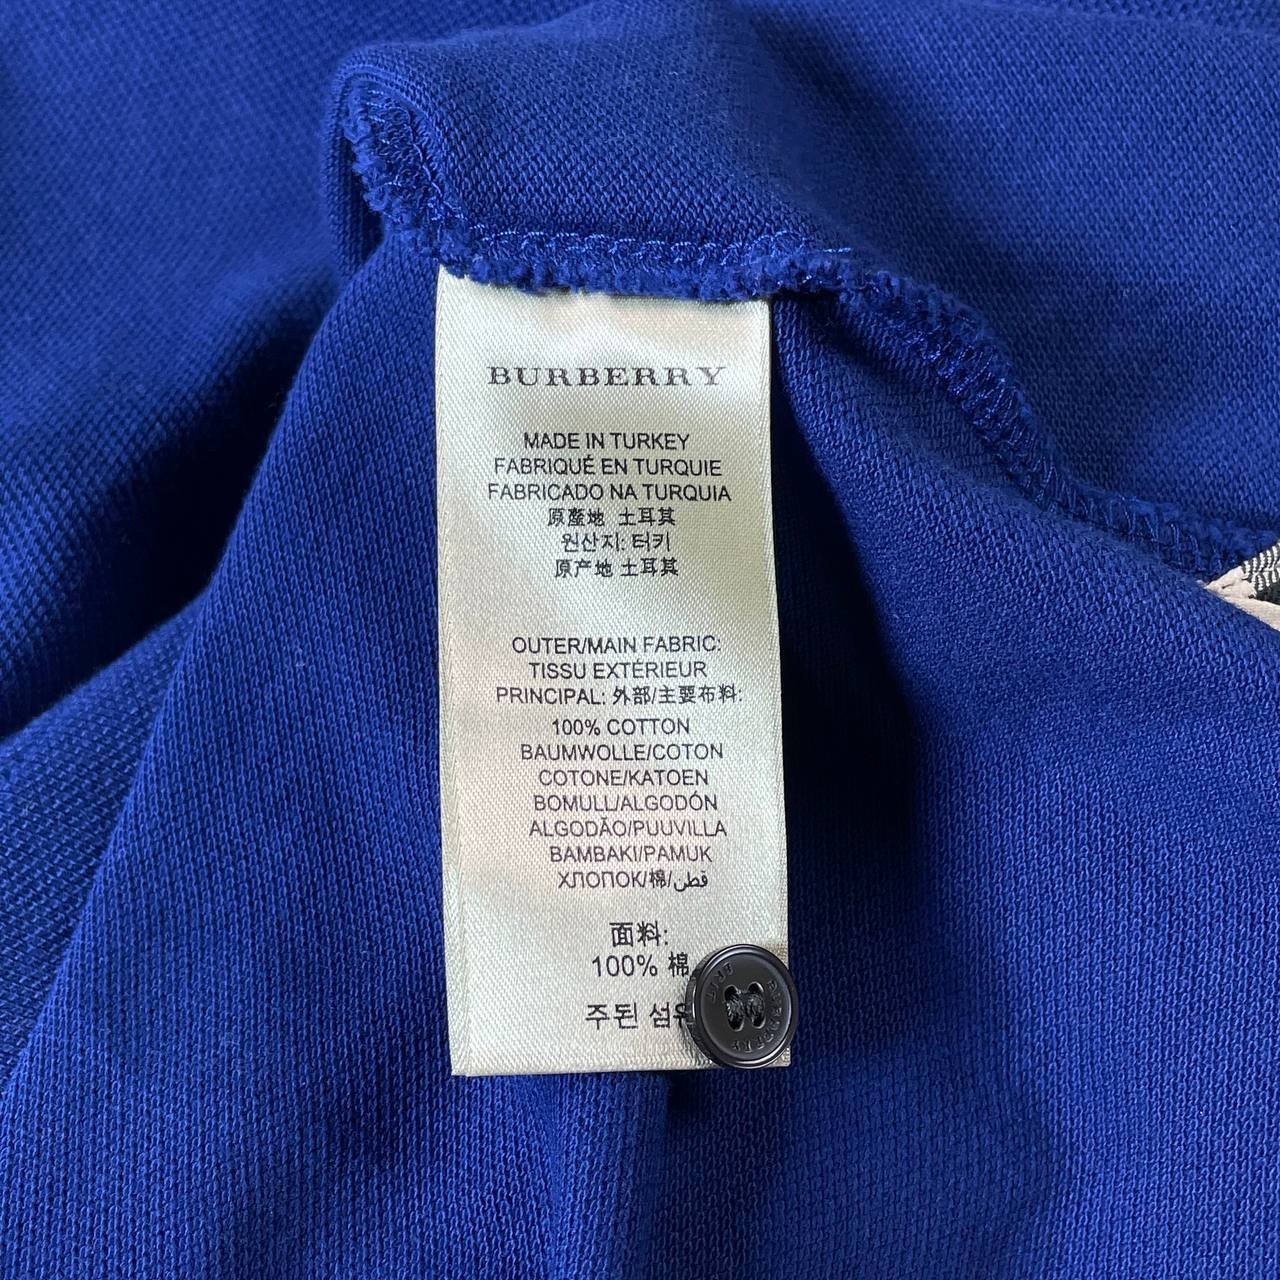 BURBERRY
MADE IN TURKEY
FABRIQUÉ EN TURQUIE
FABRICADO NA TURQUIA
原產地 土耳其
원산지: 터키
原产地 土耳其
OUTER/MAIN FABRIC:
TISSU EXTÉRIEUR
PRINCIPAL: 外部/主要布料:
100% COTTON
BAUMWOLLE/COTON
COTONE/KATOEN
BOMULL/ALGODÓN
ALGODÃO/PUUVILLA
BAMBAKI/PAMUK
ХЛОПОК/棉/قطن
面料:
100% 棉
주된